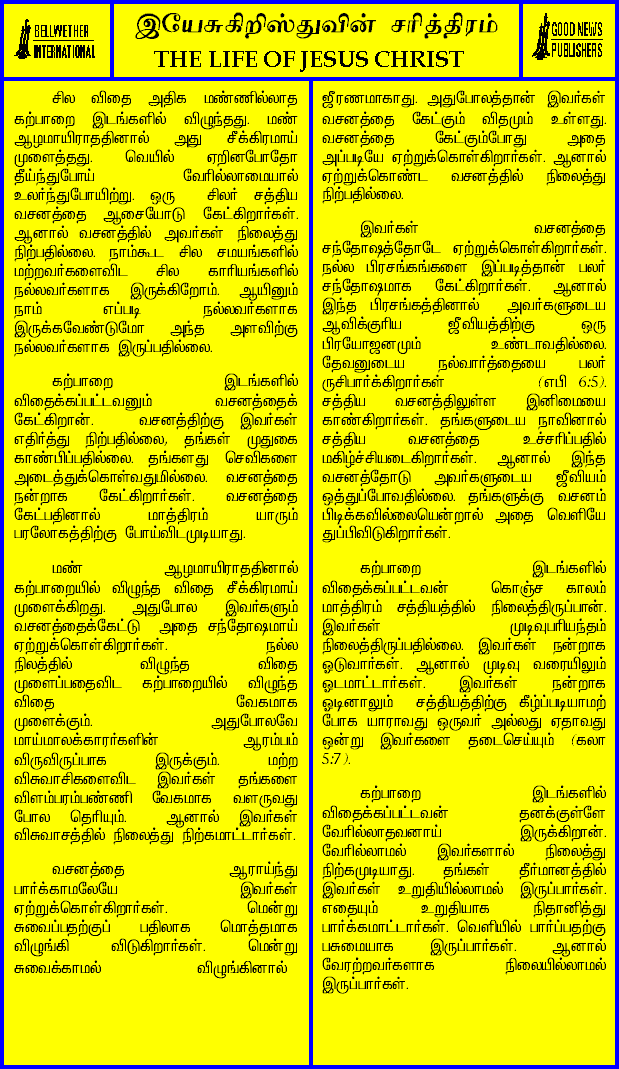 BELLWETHER
INTERNATIONAL
இயேசுகிறிஸ்துவின் சரித்திரம்
THE LIFE OF JESUS CHRIST
GOOD NEWS
PUBLISHERS
சில விதை அதிக மண்ணில்லாத
கற்பாறை இடங்களில் விழுந்தது. மண்
ஆழமாயிராததினால் அது சீக்கிரமாய்
முளைத்தது. வெயில் ஏறினபோதோ
தீய்ந்துபோய் வேரில்லாமையால்
உலர்ந்துபோயிற்று. ஒரு சிலர் சத்திய
வசனத்தை ஆசையோடு கேட்கிறார்கள்.
ஆனால் வசனத்தில் அவர்கள் நிலைத்து
நிற்பதில்லை. நாம்கூட சில சமயங்களில்
மற்றவர்களைவிட சில காரியங்களில்
நல்லவர்களாக இருக்கிறோம். ஆயினும்
நாம் எப்படி நல்லவர்களாக
இருக்கவேண்டுமோ அந்த அளவிற்கு
நல்லவர்களாக இருப்பதில்லை.
கற்பாறை இடங்களில்
விதைக்கப்பட்டவனும் வசனத்தைக்
கேட்கிறான். வசனத்திற்கு இவர்கள்
எதிர்த்து நிற்பதில்லை, தங்கள் முதுகை
காண்பிப்பதில்லை. தங்களது செவிகளை
அடைத்துக்கொள்வதுமில்லை. வசனத்தை
நன்றாக கேட்கிறார்கள். வசனத்தை
கேட்பதினால் மாத்திரம் யாரும்
பரலோகத்திற்கு போய்விடமுடியாது.
மண் ஆழமாயிராததினால்
கற்பாறையில் விழுந்த விதை சீக்கிரமாய்
முளைக்கிறது. அதுபோல இவர்களும்
வசனத்தைக்கேட்டு அதை சந்தோஷமாய்
ஏற்றுக்கொள்கிறார்கள். நல்ல
நிலத்தில் விழுந்த விதை
முளைப்பதைவிட கற்பாறையில் விழுந்த
விதை வேகமாக
முளைக்கும். அதுபோலவே
மாய்மாலக்காரர்களின் ஆரம்பம்
விருவிருப்பாக இருக்கும். மற்ற
விசுவாசிகளைவிட இவர்கள் தங்களை
விளம்பரம்பண்ணி வேகமாக வளருவது
போல தெரியும். ஆனால் இவர்கள்
விசுவாசத்தில் நிலைத்து நிற்கமாட்டார்கள்.
வசனத்தை ஆராய்ந்து
பார்க்காமலேயே இவர்கள்
ஏற்றுக்கொள்கிறார்கள். மென்று
சுவைப்பதற்குப் பதிலாக மொத்தமாக
விழுங்கி விடுகிறார்கள். மென்று
சுவைக்காமல் விழுங்கினால்
ஜீரணமாகாது. அதுபோலத்தான் இவர்கள்
வசனத்தை கேட்கும் விதமும் உள்ளது.
வசனத்தை கேட்கும்போது அதை
அப்படியே ஏற்றுக்கொள்கிறார்கள். ஆனால்
ஏற்றுக்கொண்ட வசனத்தில் நிலைத்து
நிற்பதில்லை.
இவர்கள் வசனத்தை
சந்தோஷத்தோடே ஏற்றுக்கொள்கிறார்கள்.
நல்ல பிரசங்கங்களை இப்படித்தான் பலர்
சந்தோஷமாக கேட்கிறார்கள். ஆனால்
இந்த பிரசங்கத்தினால் அவர்களுடைய
ஆவிக்குரிய ஜீவியத்திற்கு ஒரு
பிரயோஜனமும் உண்டாவதில்லை.
தேவனுடைய நல்வார்த்தையை பலர்
ருசிபார்க்கிறார்கள் (எபி 6:5).
சத்திய வசனத்திலுள்ள இனிமையை
காண்கிறார்கள். தங்களுடைய நாவினால்
சத்திய வசனத்தை உச்சரிப்பதில்
மகிழ்ச்சியடைகிறார்கள். ஆனால் இந்த
வசனத்தோடு அவர்களுடைய ஜீவியம்
ஒத்துப்போவதில்லை. தங்களுக்கு வசனம்
பிடிக்கவில்லையென்றால் அதை வெளியே
துப்பிவிடுகிறார்கள்.
கற்பாறை இடங்களில்
விதைக்கப்பட்டவன் கொஞ்ச காலம்
மாத்திரம் சத்தியத்தில் நிலைத்திருப்பான்.
இவர்கள் முடிவுபரியந்தம்
நிலைத்திருப்பதில்லை. இவர்கள் நன்றாக
ஓடுவார்கள். ஆனால் முடிவு வரையிலும்
ஓடமாட்டார்கள். இவர்கள் நன்றாக
ஓடினாலும் சத்தியத்திற்கு கீழ்ப்படியாமற்
போக யாராவது ஒருவர் அல்லது ஏதாவது
ஒன்று இவர்களை தடைசெய்யும் (கலா
5:7).
கற்பாறை இடங்களில்
விதைக்கப்பட்டவன் தனக்குள்ளே
வேரில்லாதவனாய் இருக்கிறான்.
வேரில்லாமல் இவர்களால் நிலைத்து
நிற்கமுடியாது. தங்கள் தீர்மானத்தில்
இவர்கள் உறுதியில்லாமல் இருப்பார்கள்.
எதையும் உறுதியாக நிதானித்து
பார்க்கமாட்டார்கள். வெளியில் பார்ப்பதற்கு
பசுமையாக இருப்பார்கள். ஆனால்
வேரற்றவர்களாக நிலையில்லாமல்
இருப்பார்கள்.